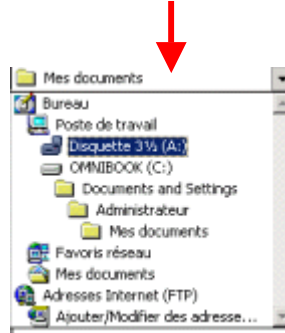 Mes documents
Bureau
Poste de travail
Disquette 3½ (A:)
OMNIBOOK (C:)
Documents and Settings
Administrateur
Mes documents
Favoris réseau
Mes documents
Adresses Internet (FTP)
Ajouter/Modifier des adresse...